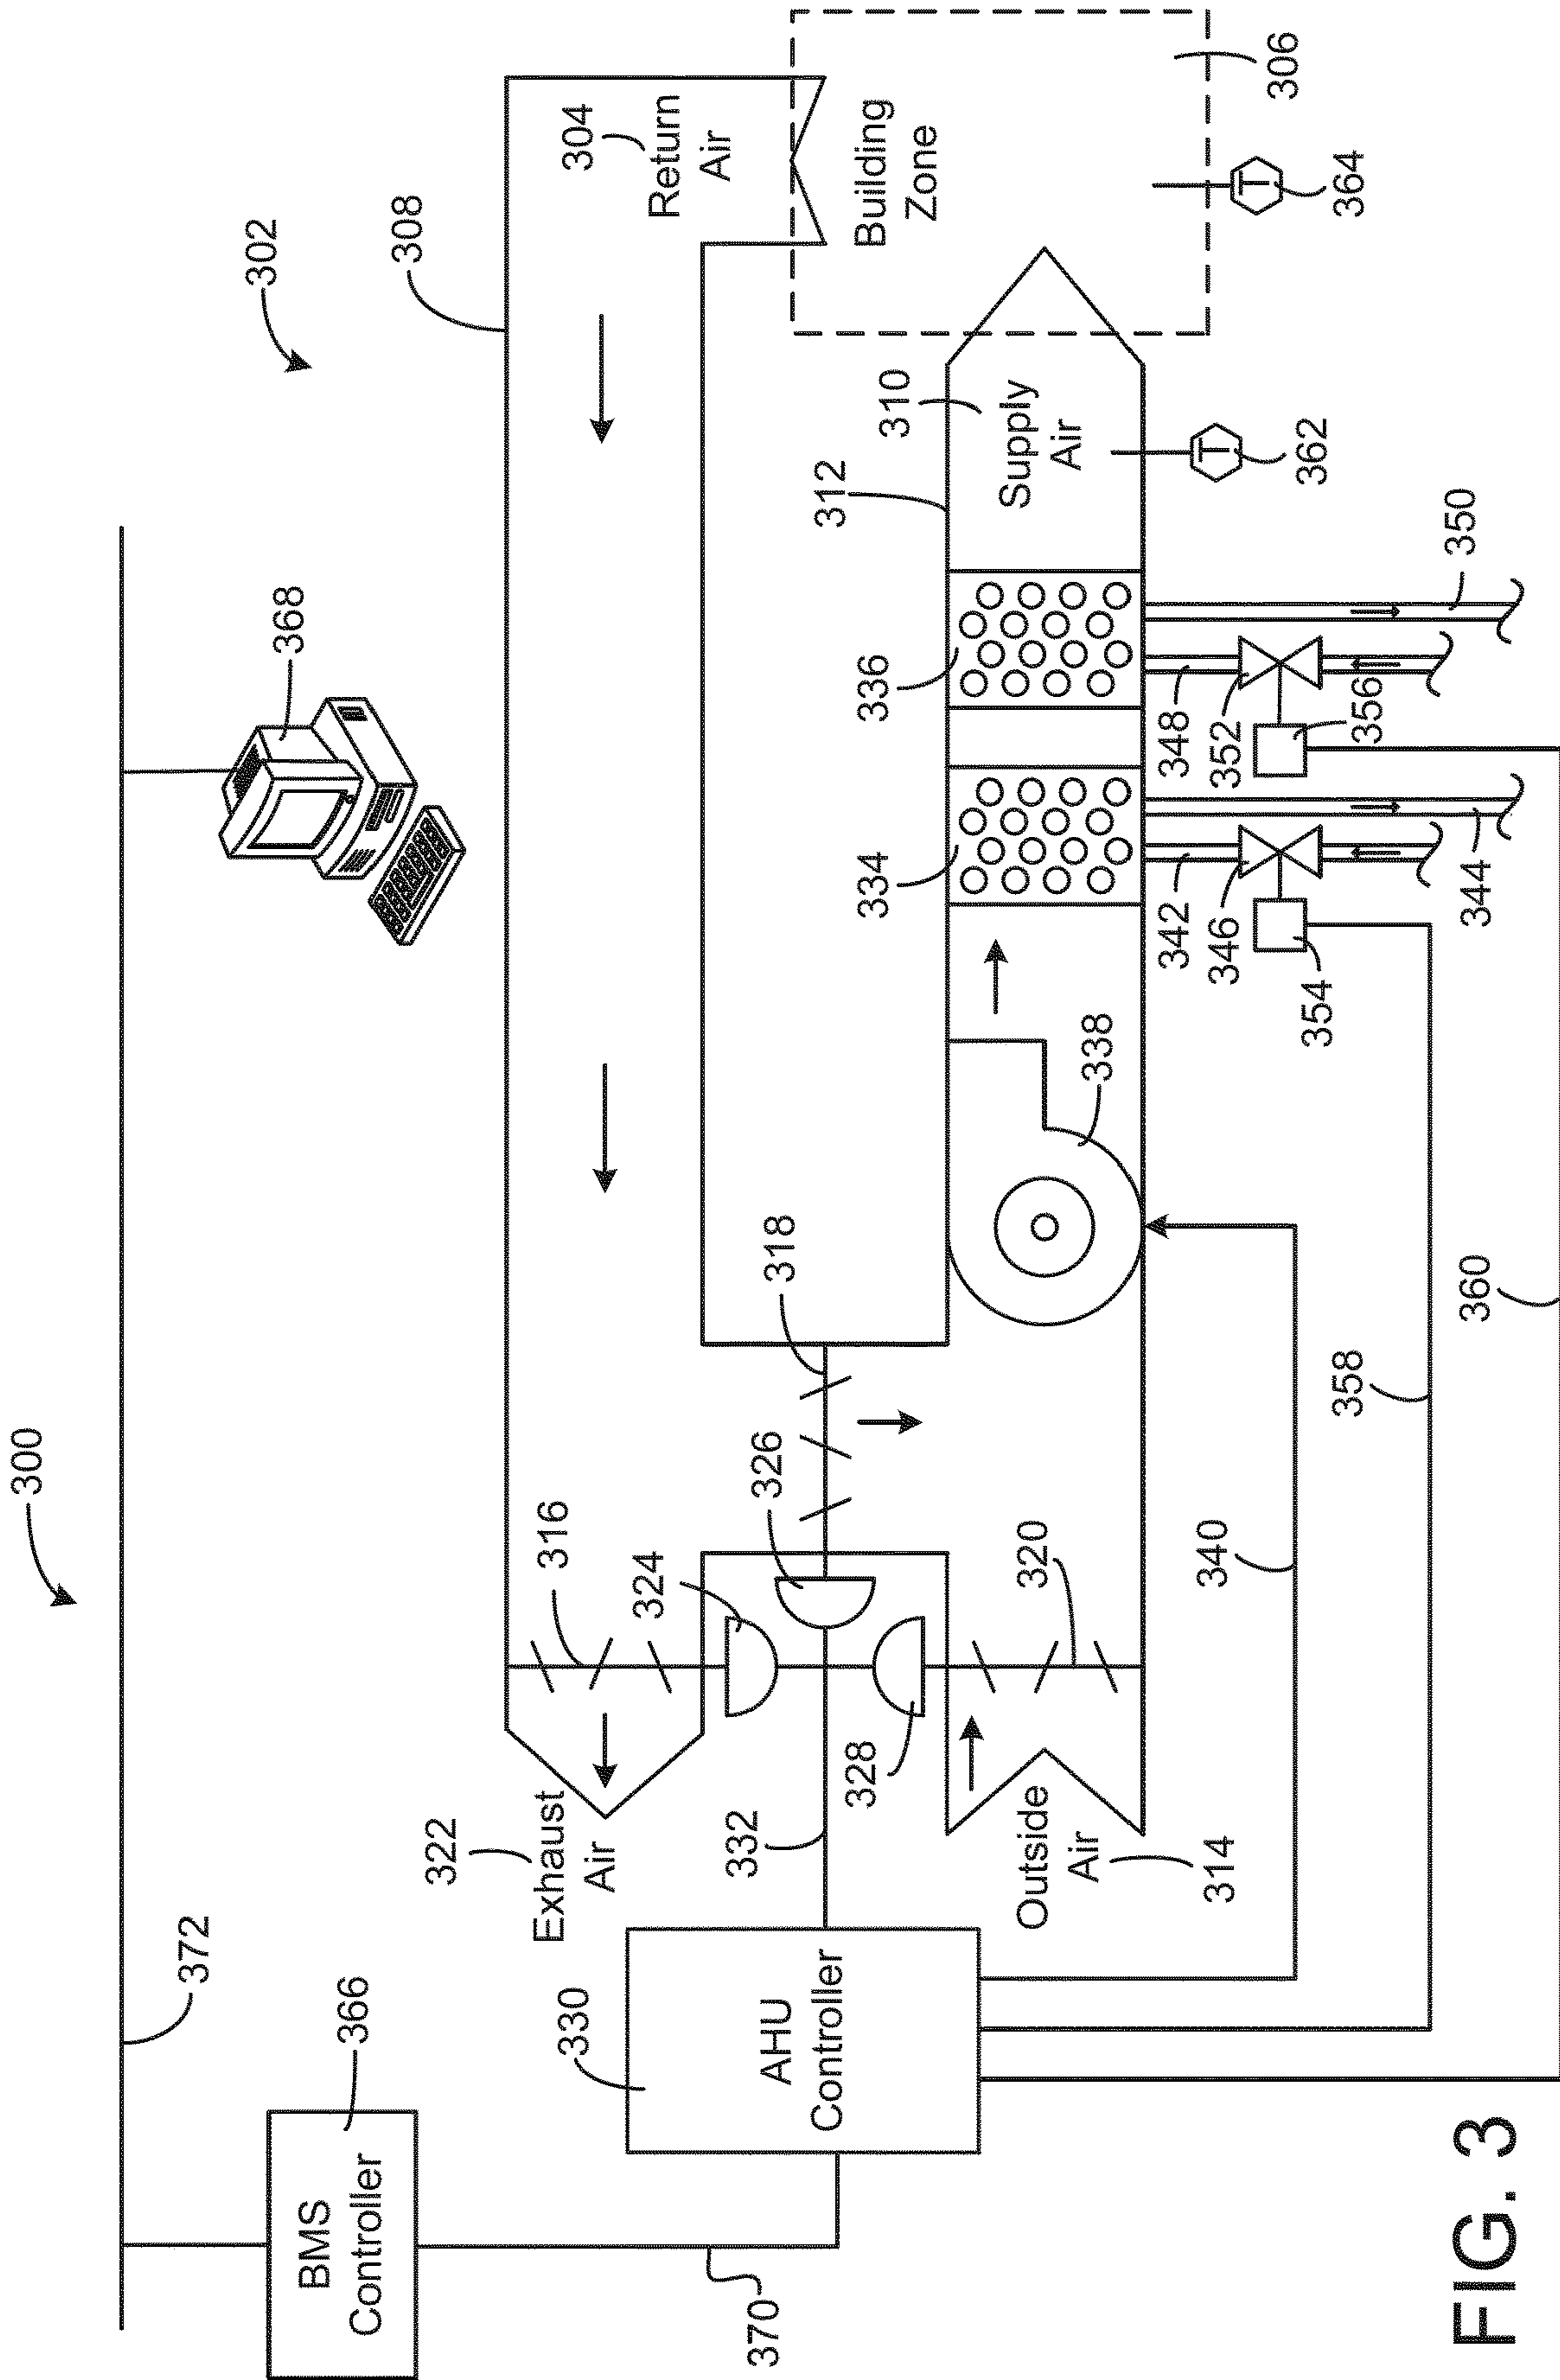 300
372
366
BMS
Controller
370
368
302
308
304
Return
Air
Building
Zone
306
364
322
Exhaust
Air
316
324
326
318
332
328
330
AHU
Controller
Outside
Air
314
320
338
334
336
312
310
Supply
Air
362
342
346
354
344
348
352
356
350
340
358
360
FIG. 3
T
T